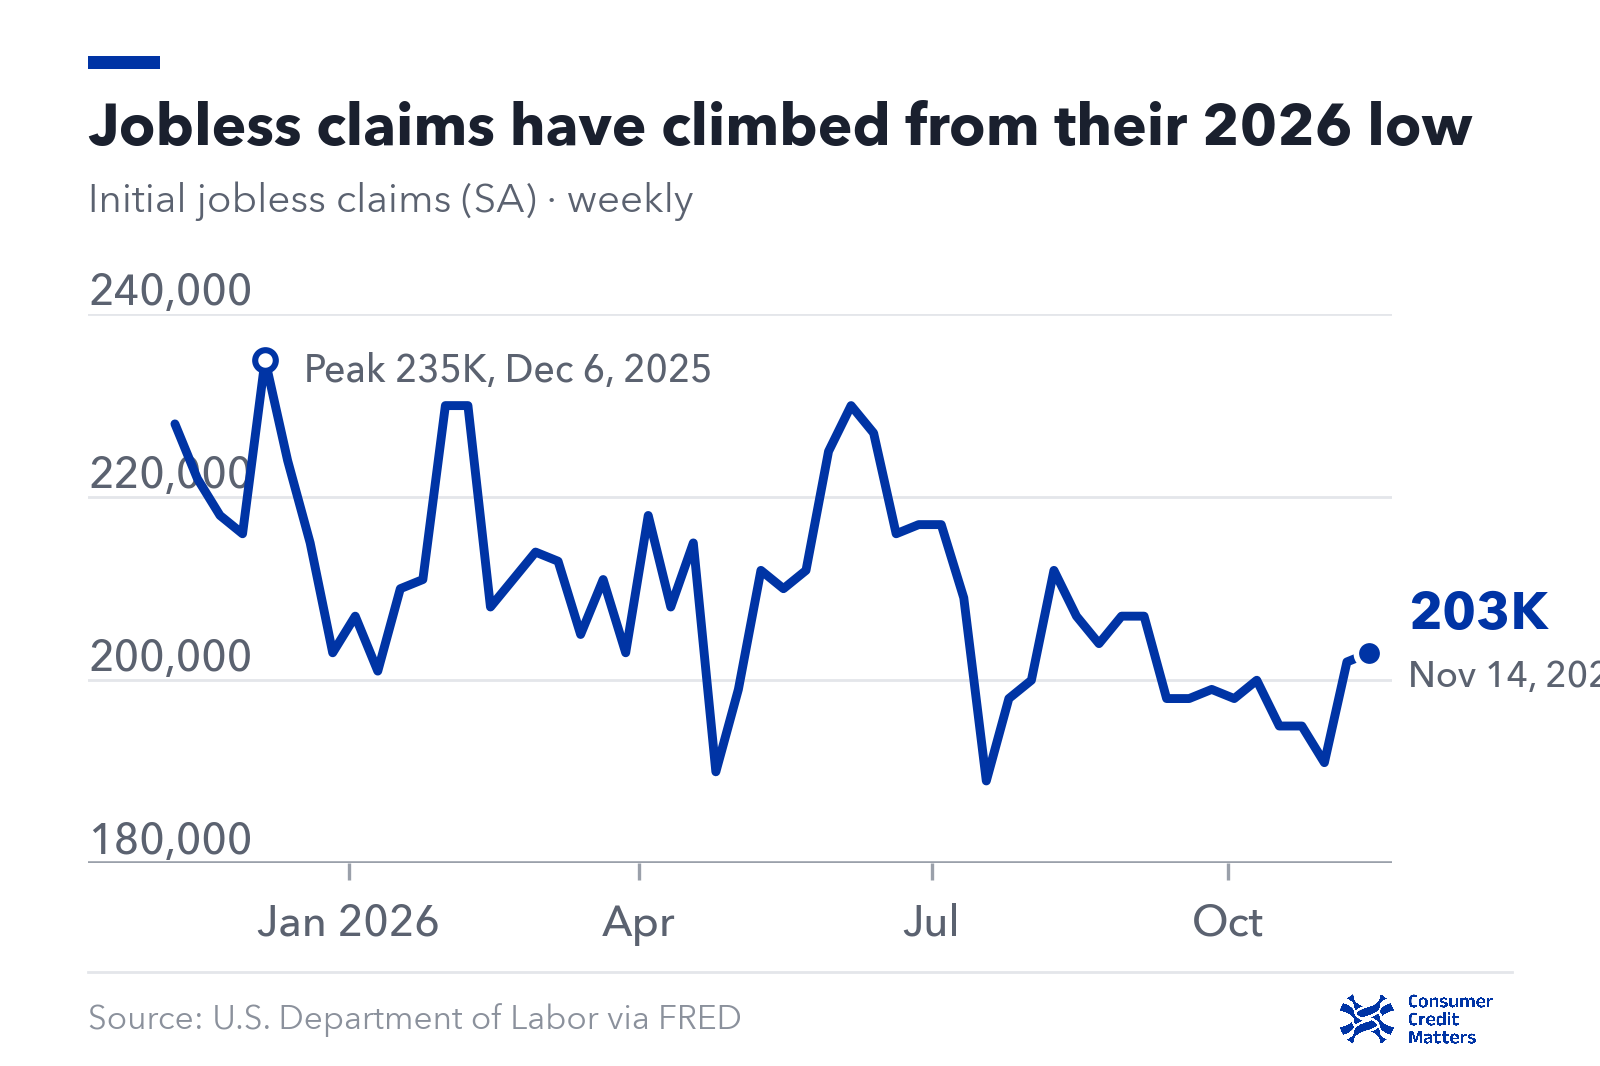 Jobless claims have climbed from their 2026 low
Initial jobless claims (SA) · weekly
240,000
Peak 235K, Dec 6, 2025
220,000
203K
200,000
Nov 14, 202
180,000
Jan 2026
Apr
Jul
Oct
Source: U.S. Department of Labor via FRED
Consumer
Credit
Matters